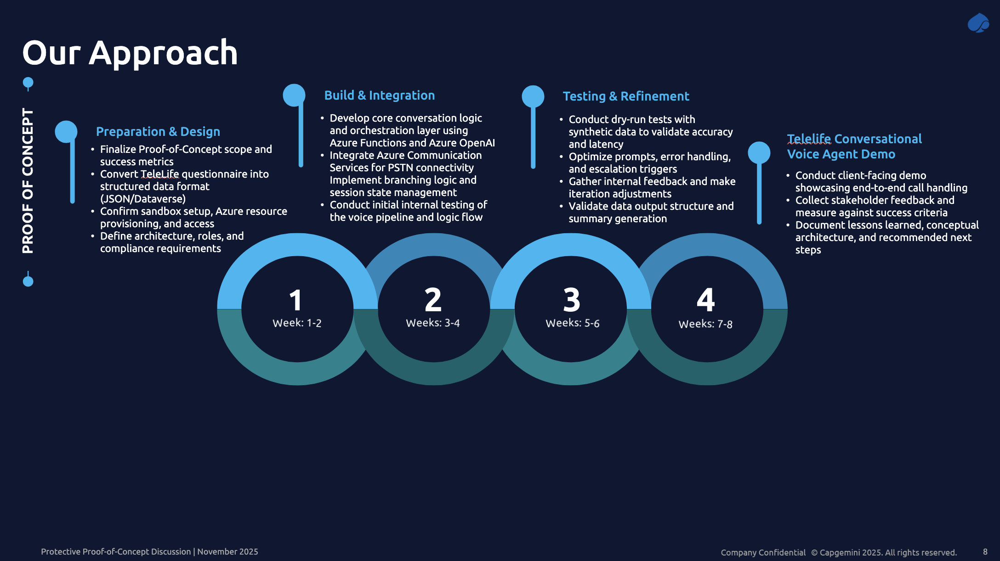 Our Approach
PROOF OF CONCEPT
Preparation & Design
• Finalize Proof-of-Concept scope and
success metrics
• Convert TeleLife questionnaire into
structured data format
(JSON/Dataverse)
• Confirm sandbox setup, Azure resource
provisioning, and access
• Define architecture, roles, and
compliance requirements
Build & Integration
• Develop core conversation logic
and orchestration layer using
Azure Functions and Azure OpenAI
• Integrate Azure Communication
Services for PSTN connectivity
Implement branching logic and
session state management
• Conduct initial internal testing of
the voice pipeline and logic flow
Testing & Refinement
• Conduct dry-run tests with
synthetic data to validate accuracy
and latency
• Optimize prompts, error handling,
and escalation triggers
• Gather internal feedback and make
iteration adjustments
• Validate data output structure and
summary generation
Telelife Conversational
Voice Agent Demo
• Conduct client-facing demo
showcasing end-to-end call handling
• Collect stakeholder feedback and
measure against success criteria
• Document lessons learned, conceptual
architecture, and recommended next
steps
1
Week: 1-2
2
Weeks: 3-4
3
Weeks: 5-6
4
Weeks: 7-8
Protective Proof-of-Concept Discussion | November 2025
Company Confidential © Capgemini 2025. All rights reserved.
8